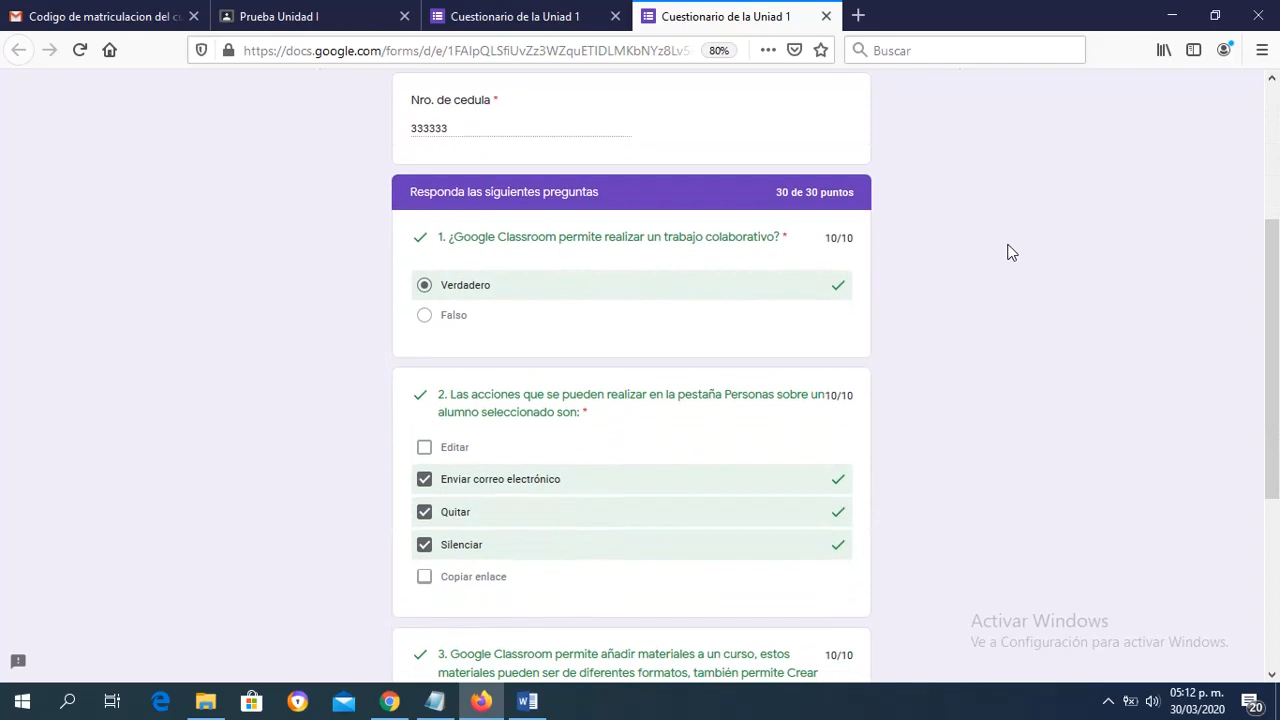 Codigo de matriculacion del cu
Prueba Unidad I
Cuestionario de la Uniad 1
Cuestionario de la Uniad 1
https://docs.google.com/forms/d/e/1FAIpQLSfiUvZz3WZquETIDLMKbNYz8Lv5
80%
Buscar
Nro. de cedula *
333333
Responda las siguientes preguntas
30 de 30 puntos
1. ¿Google Classroom permite realizar un trabajo colaborativo? *
10/10
Verdadero
Falso
2. Las acciones que se pueden realizar en la pestaña Personas sobre un
10/10
alumno seleccionado son: *
Editar
Enviar correo electrónico
Quitar
Silenciar
Copiar enlace
Activar Windows
Ve a Configuración para activar Windows.
3. Google Classroom permite añadir materiales a un curso, estos
10/10
materiales pueden ser de diferentes formatos, también permite Crear
05:12 p. m.
30/03/2020
20